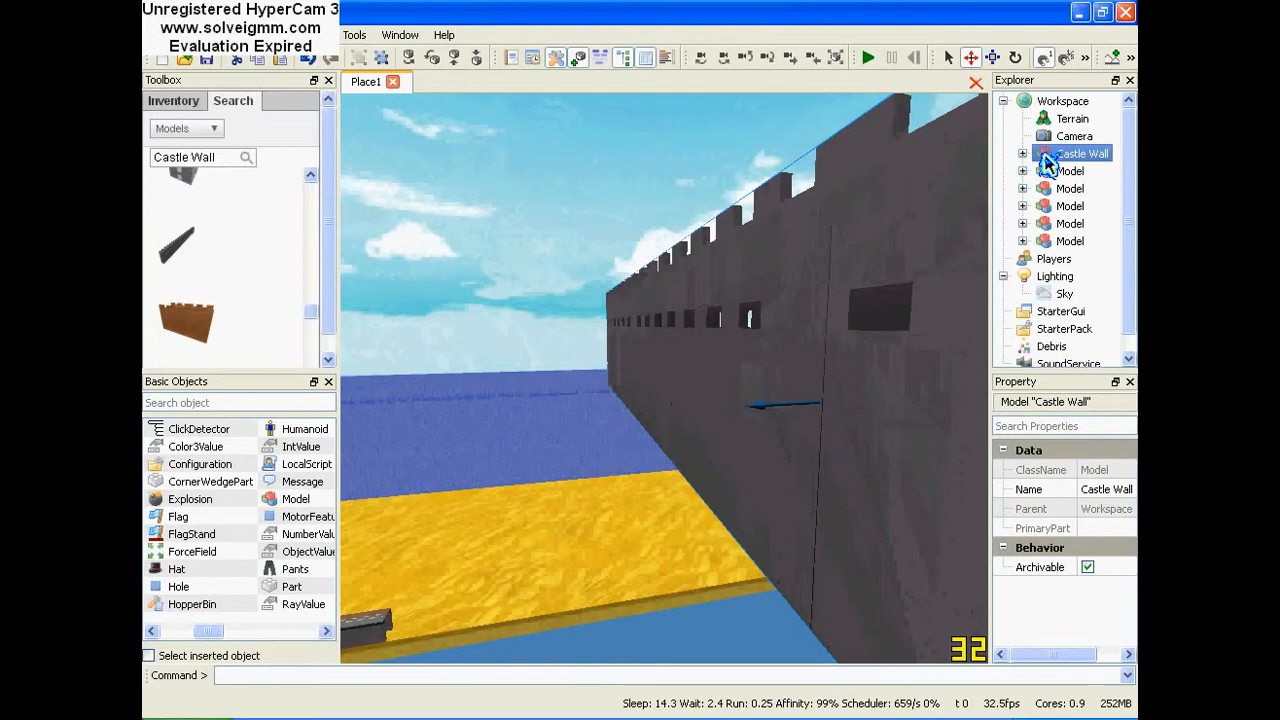 Unregistered HyperCam 3
www.solveigmm.com
Evaluation Expired
Tools Window Help
Toolbox
Inventory Search
Models
Castle Wall
Basic Objects
Search object
ClickDetector Humanoid
Color3Value IntValue
Configuration LocalScript
CornerWedgePart Message
Explosion Model
Flag MotorFeatu
FlagStand NumberValu
ForceField ObjectValu
Hat Pants
Hole Part
HopperBin RayValue
Select inserted object
Place1
32
Explorer
Workspace
Terrain
Camera
Castle Wall
Model
Model
Model
Model
Model
Players
Lighting
Sky
StarterGui
StarterPack
Debris
SoundService
Property
Model "Castle Wall"
Search Properties
Data
ClassName Model
Name Castle Wall
Parent Workspace
PrimaryPart
Behavior
Archivable
Command >
Sleep: 14.3 Wait: 2.4 Run: 0.25 Affinity: 99% Scheduler: 659/s 0% t 0 32.5fps Cores: 0.9 252MB